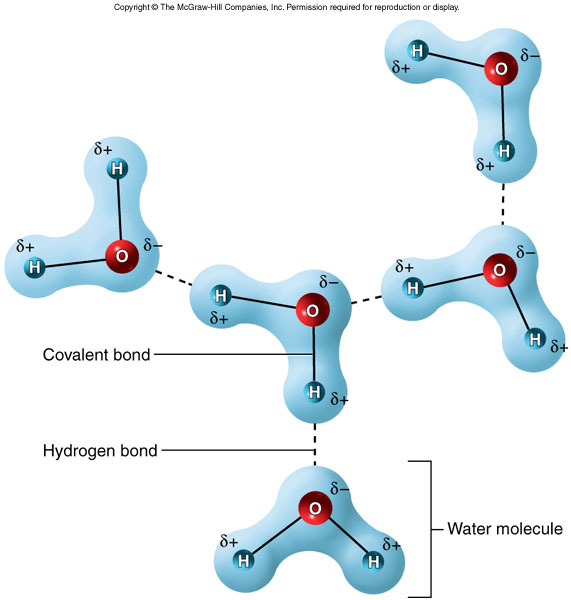 Copyright © The McGraw-Hill Companies, Inc. Permission required for reproduction or display.
H
δ+
O
δ−
H
δ+
δ+
H
δ+
H
O
δ−
δ+
H
O
δ−
H
δ+
H
δ+
O
δ−
H
δ+
Covalent bond
Hydrogen bond
δ−
O
δ+
H
δ+
H
Water molecule